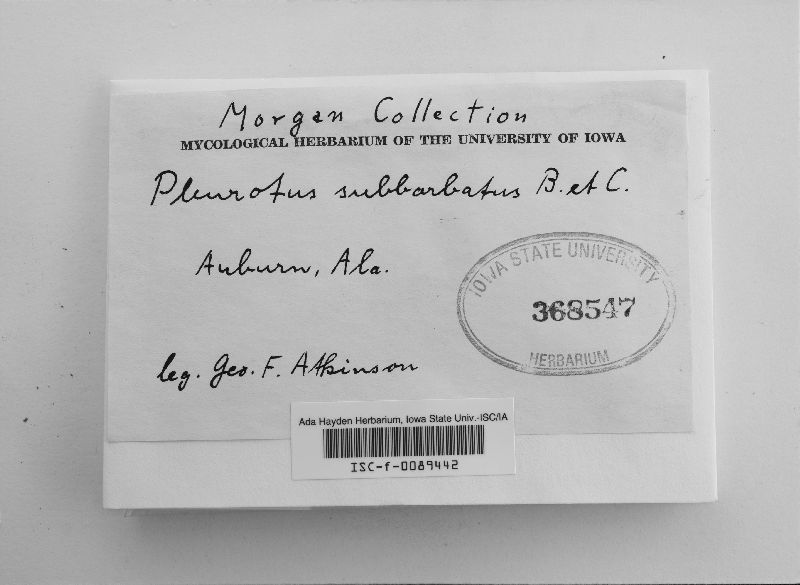 Morgan Collection
MYCOLOGICAL HERBARIUM OF THE UNIVERSITY OF IOWA
Pleurotus subbarbatus B. et C.
Auburn, Ala.
IOWA STATE UNIVERSITY
368547
HERBARIUM
leg. Geo. F. Atkinson
Ada Hayden Herbarium, Iowa State Univ.-ISC/IA
ISC-f-0089442